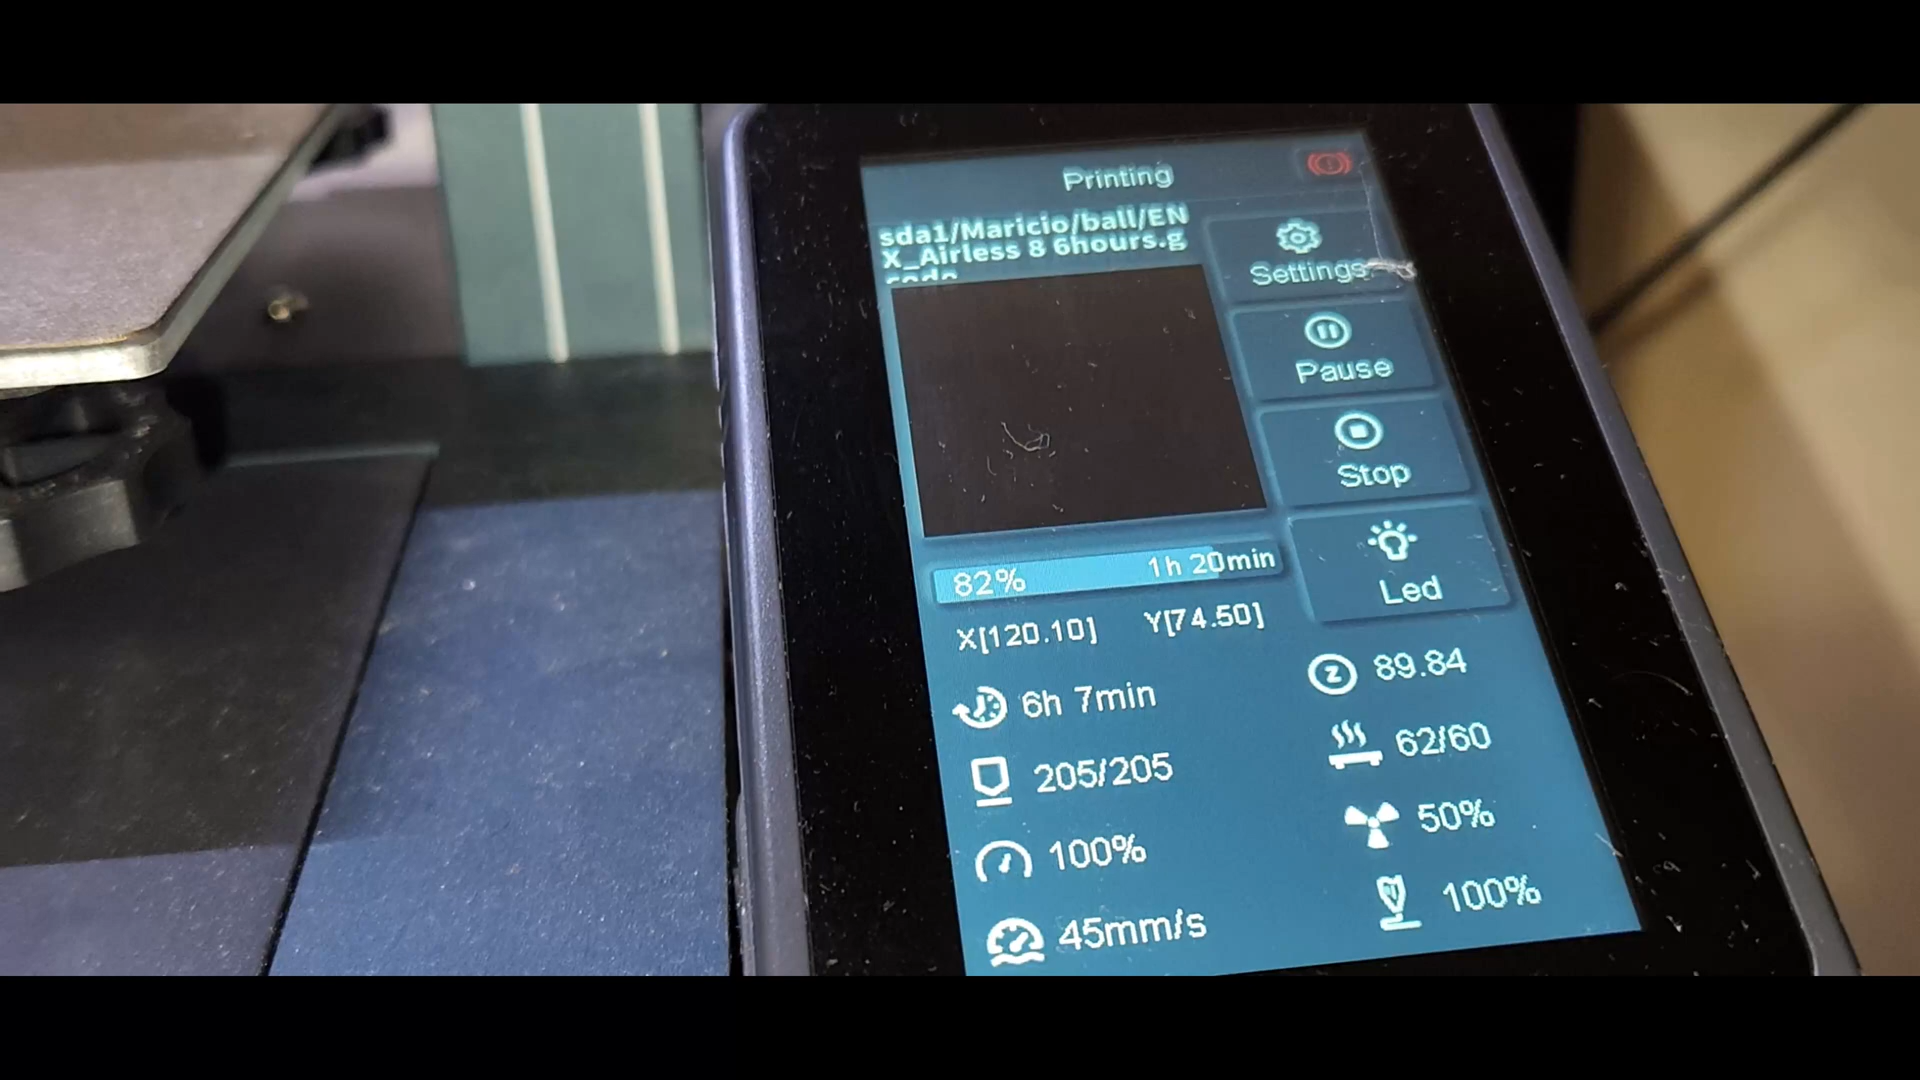 Printing
sda1/Maricio/ball/EN
X_Airless 8 6hours.g
code
Settings
Pause
Stop
Led
82% 1h 20min
X[120.10] Y[74.50]
6h 7min
Z 89.84
205/205
62/60
100%
50%
45mm/s
100%